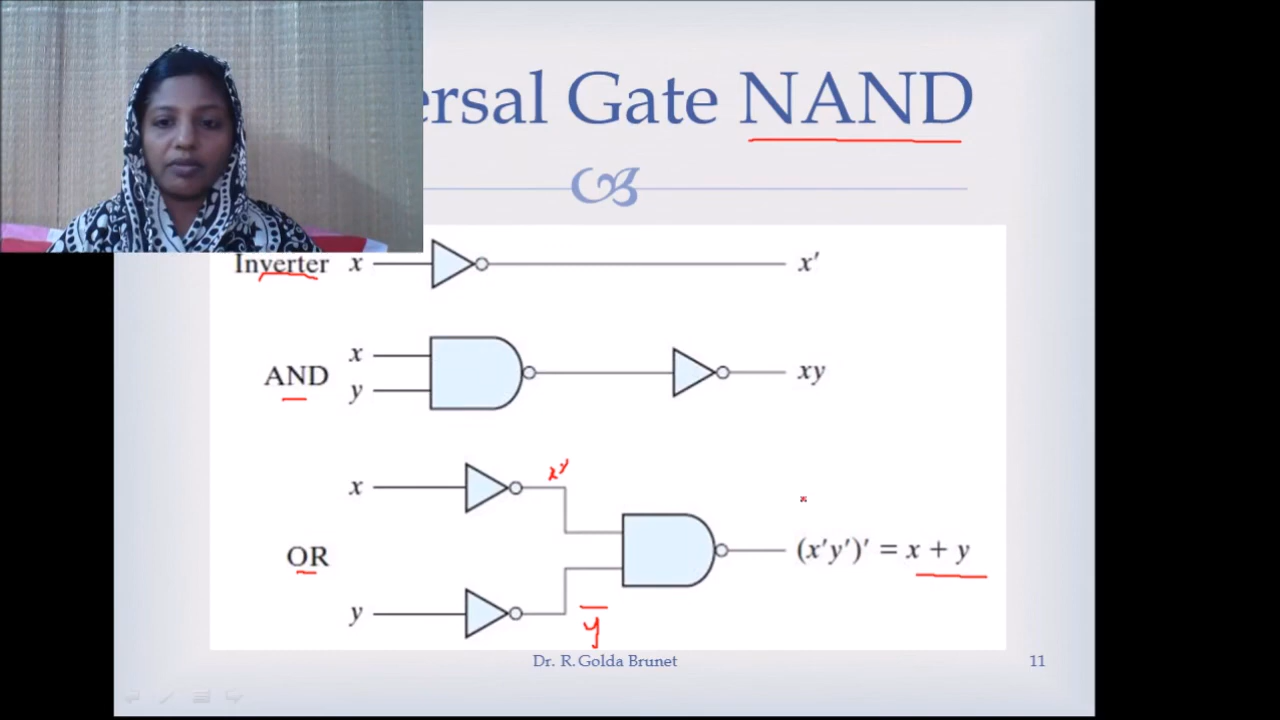 ersal Gate NAND
Inverter x x′
x
AND xy
y
x x′
OR (x′y′)′ = x + y
y
y̅
Dr. R.Golda Brunet 11